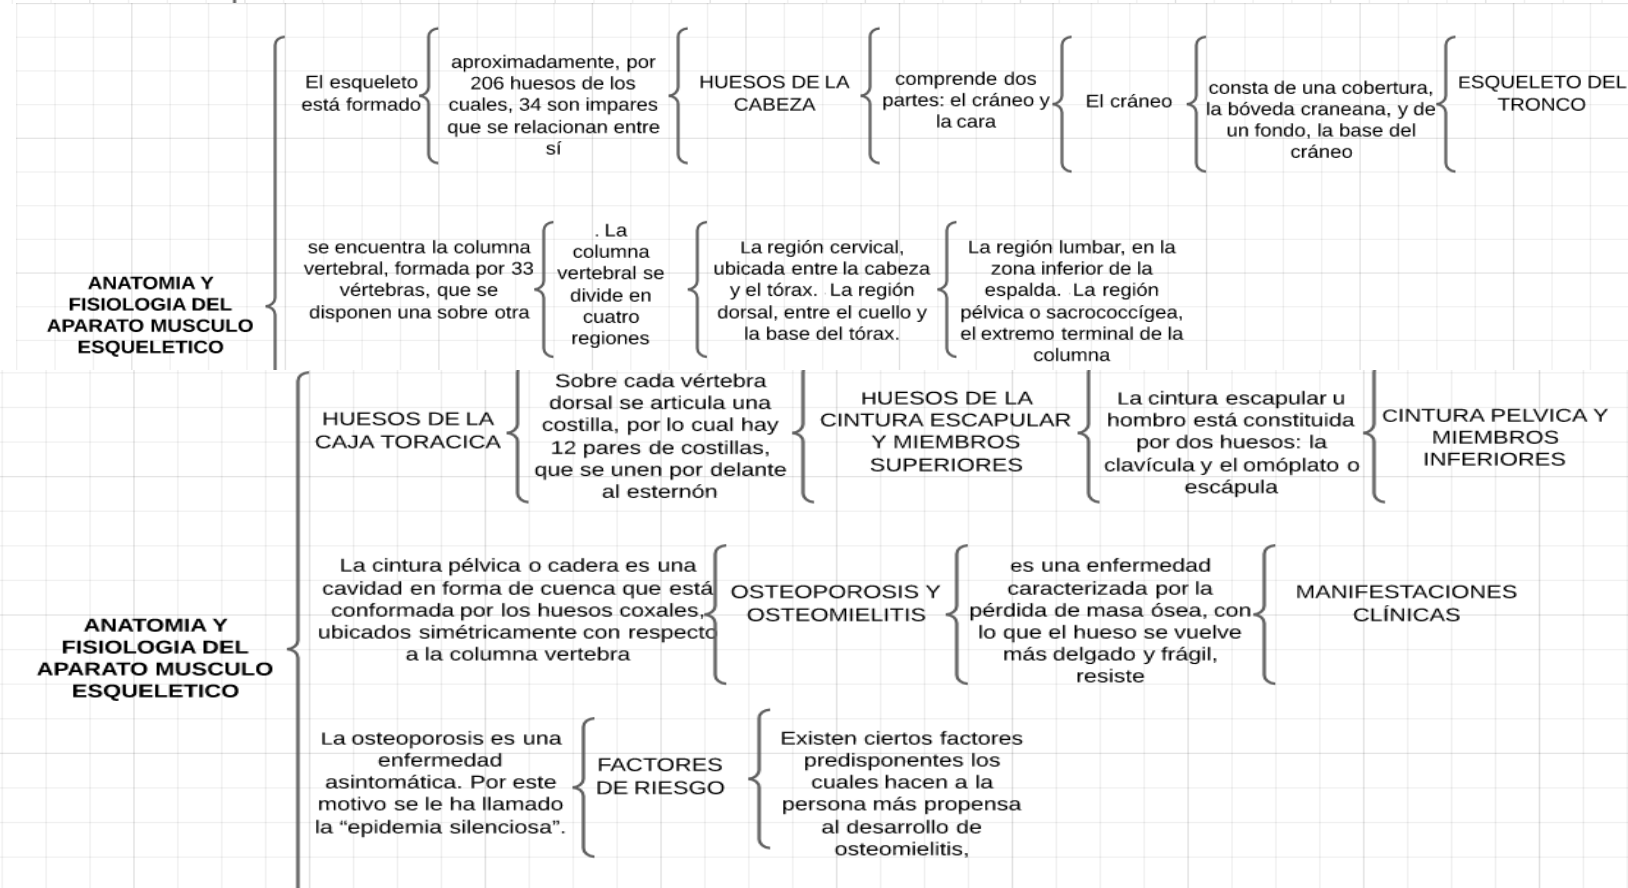 ANATOMIA Y
FISIOLOGIA DEL
APARATO MUSCULO
ESQUELETICO
El esqueleto
está formado
aproximadamente, por
206 huesos de los
cuales, 34 son impares
que se relacionan entre
sí
HUESOS DE LA
CABEZA
comprende dos
partes: el cráneo y
la cara
El cráneo
consta de una cobertura,
la bóveda craneana, y de
un fondo, la base del
cráneo
ESQUELETO DEL
TRONCO
se encuentra la columna
vertebral, formada por 33
vértebras, que se
disponen una sobre otra
. La
columna
vertebral se
divide en
cuatro
regiones
La región cervical,
ubicada entre la cabeza
y el tórax. La región
dorsal, entre el cuello y
la base del tórax.
La región lumbar, en la
zona inferior de la
espalda. La región
pélvica o sacrococcígea,
el extremo terminal de la
columna
ANATOMIA Y
FISIOLOGIA DEL
APARATO MUSCULO
ESQUELETICO
HUESOS DE LA
CAJA TORACICA
Sobre cada vértebra
dorsal se articula una
costilla, por lo cual hay
12 pares de costillas,
que se unen por delante
al esternón
HUESOS DE LA
CINTURA ESCAPULAR
Y MIEMBROS
SUPERIORES
La cintura escapular u
hombro está constituida
por dos huesos: la
clavícula y el omóplato o
escápula
CINTURA PELVICA Y
MIEMBROS
INFERIORES
La cintura pélvica o cadera es una
cavidad en forma de cuenca que está
conformada por los huesos coxales,
ubicados simétricamente con respecto
a la columna vertebra
OSTEOPOROSIS Y
OSTEOMIELITIS
es una enfermedad
caracterizada por la
pérdida de masa ósea, con
lo que el hueso se vuelve
más delgado y frágil,
resiste
MANIFESTACIONES
CLÍNICAS
La osteoporosis es una
enfermedad
asintomática. Por este
motivo se le ha llamado
la “epidemia silenciosa”.
FACTORES
DE RIESGO
Existen ciertos factores
predisponentes los
cuales hacen a la
persona más propensa
al desarrollo de
osteomielitis,